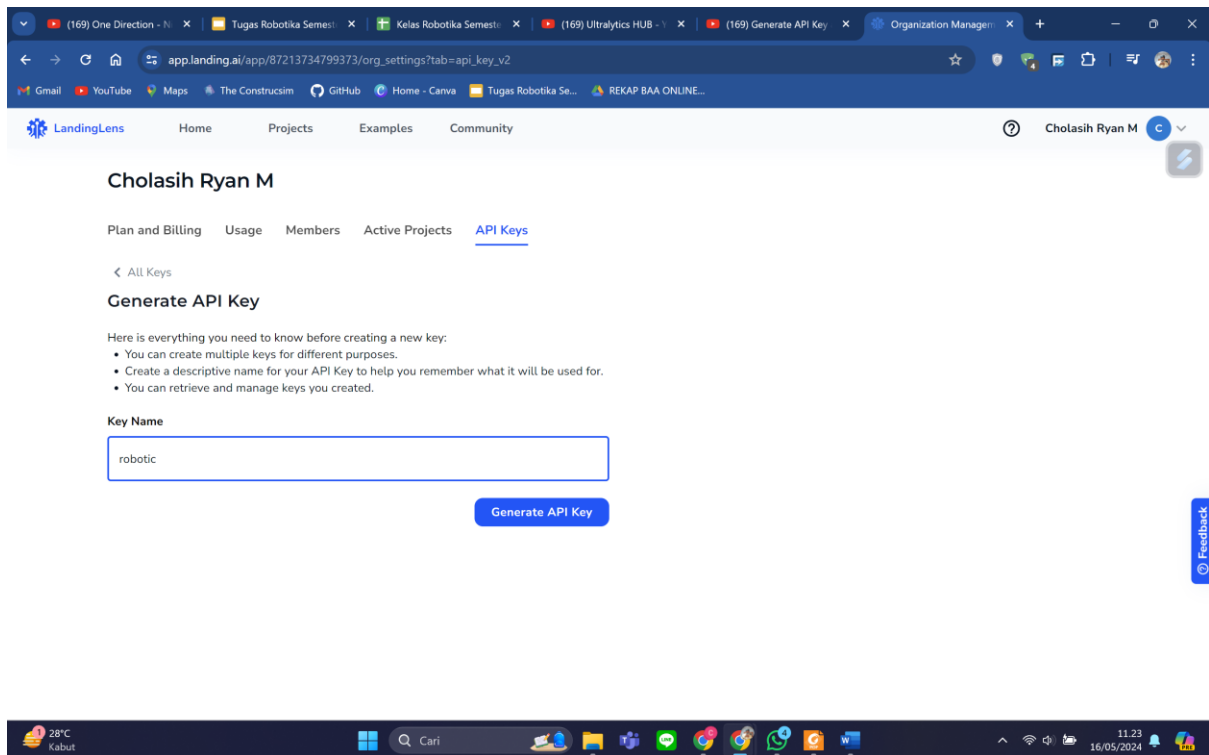 (169) One Direction - N
Tugas Robotika Semest
Kelas Robotika Semeste
(169) Ultralytics HUB - Y
(169) Generate API Key
Organization Managem
app.landing.ai/app/87213734799373/org_settings?tab=api_key_v2
Gmail YouTube Maps The Construcsim GitHub Home - Canva Tugas Robotika Se... REKAP BAA ONLINE...
LandingLens Home Projects Examples Community Cholasih Ryan M C
Cholasih Ryan M
Plan and Billing Usage Members Active Projects API Keys
All Keys
Generate API Key
Here is everything you need to know before creating a new key:
• You can create multiple keys for different purposes.
• Create a descriptive name for your API Key to help you remember what it will be used for.
• You can retrieve and manage keys you created.
Key Name
robotic
Generate API Key
Feedback
28°C
Kabut
Cari
11.23
16/05/2024